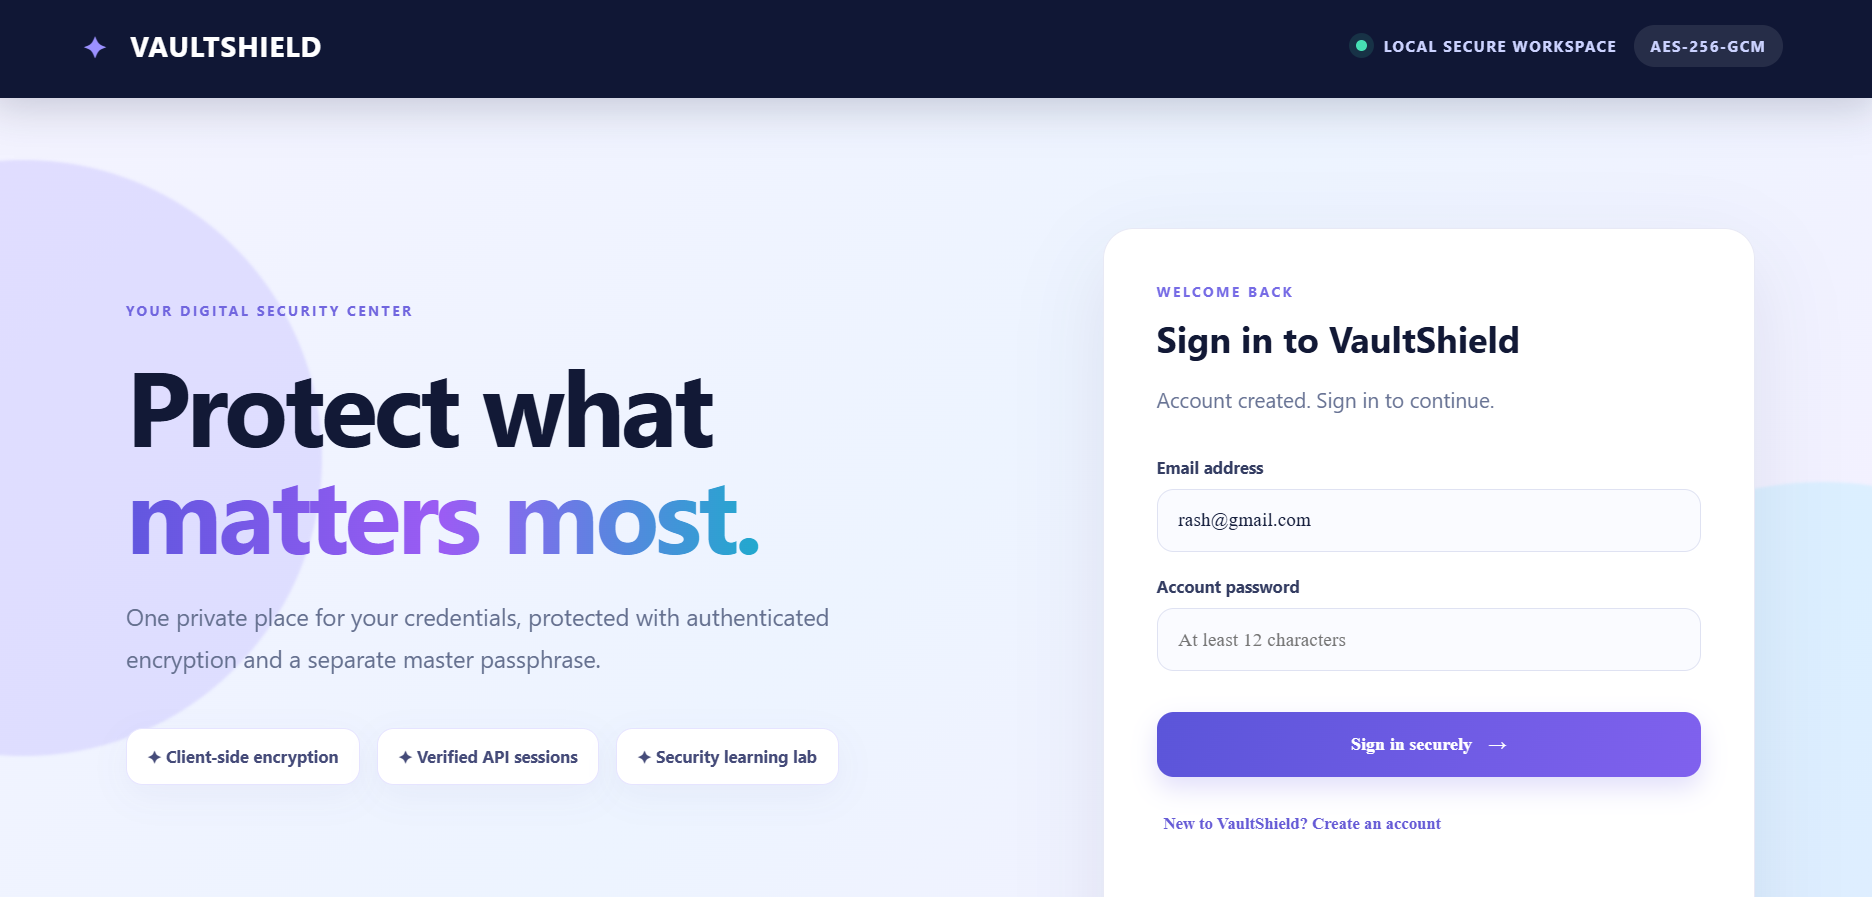 VAULTSHIELD
LOCAL SECURE WORKSPACE
AES-256-GCM
YOUR DIGITAL SECURITY CENTER
Protect what
matters most.
One private place for your credentials, protected with authenticated
encryption and a separate master passphrase.
✦ Client-side encryption
✦ Verified API sessions
✦ Security learning lab
WELCOME BACK
Sign in to VaultShield
Account created. Sign in to continue.
Email address
rash@gmail.com
Account password
At least 12 characters
Sign in securely →
New to VaultShield? Create an account